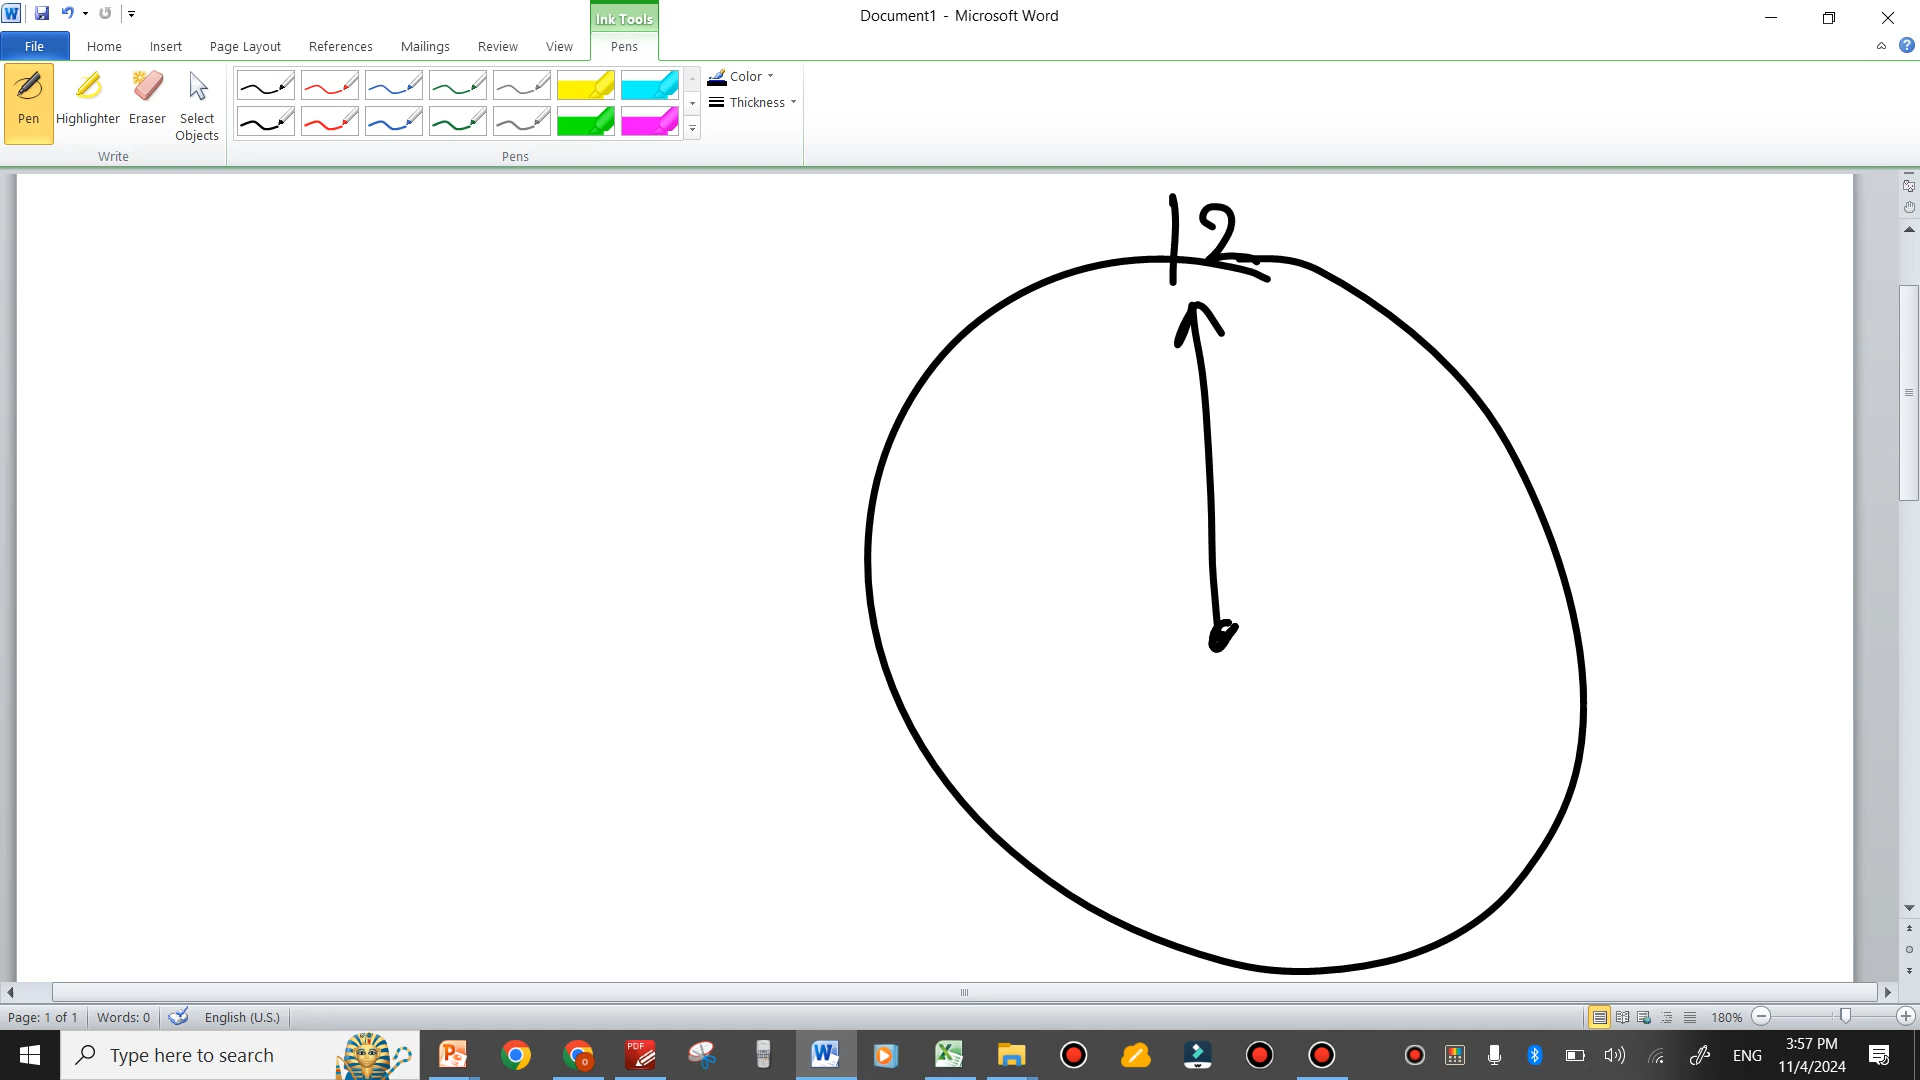 Document1 - Microsoft Word
Ink Tools
File Home Insert Page Layout References Mailings Review View Pens
Pen Highlighter Eraser Select Objects
Color
Thickness
Write Pens
12
Page: 1 of 1 Words: 0 English (U.S.) 180%
Type here to search
PDF
ENG
3:57 PM
11/4/2024